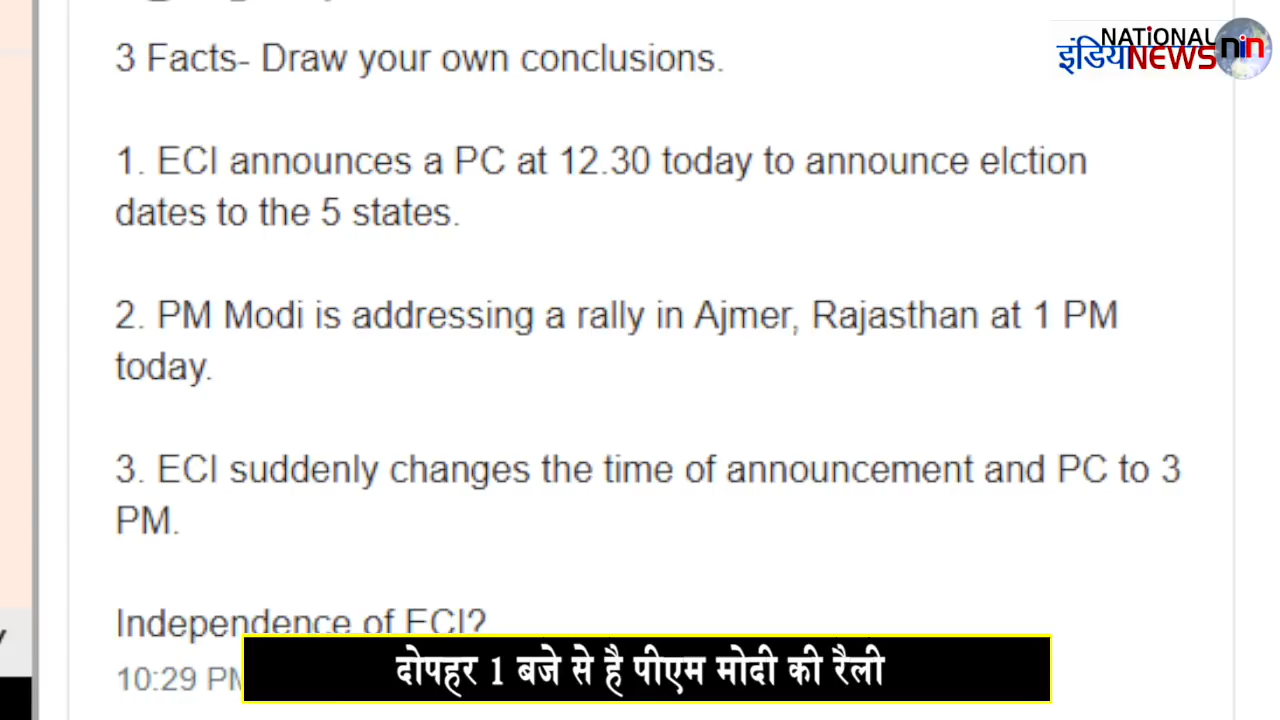 NATIONAL
इंडिया NEWS nin
3 Facts- Draw your own conclusions.
1. ECI announces a PC at 12.30 today to announce elction
dates to the 5 states.
2. PM Modi is addressing a rally in Ajmer, Rajasthan at 1 PM
today.
3. ECI suddenly changes the time of announcement and PC to 3
PM.
Independence of ECI?
10:29 PM
दोपहर 1 बजे से है पीएम मोदी की रैली